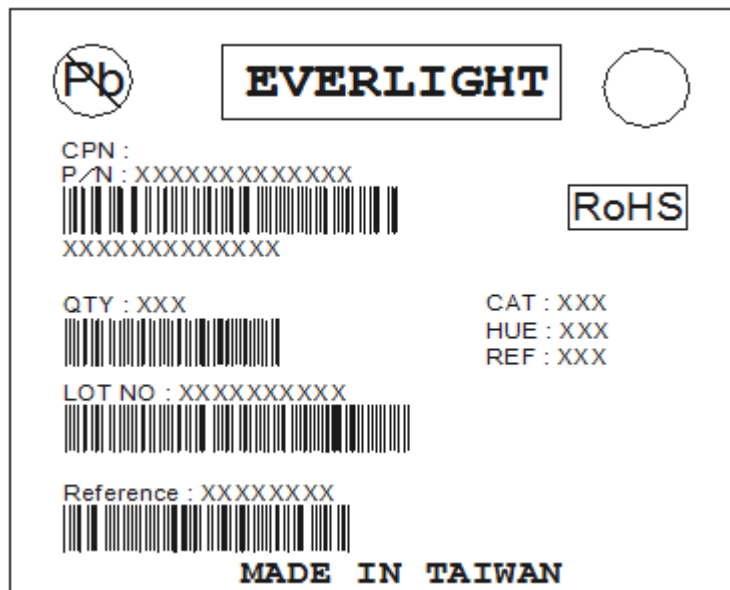 Pb
EVERLIGHT
CPN :
P/N : XXXXXXXXXXXXX
RoHS
XXXXXXXXXXXXX
QTY : XXX
CAT : XXX
HUE : XXX
REF : XXX
LOT NO : XXXXXXXXXX
Reference : XXXXXXXX
MADE IN TAIWAN